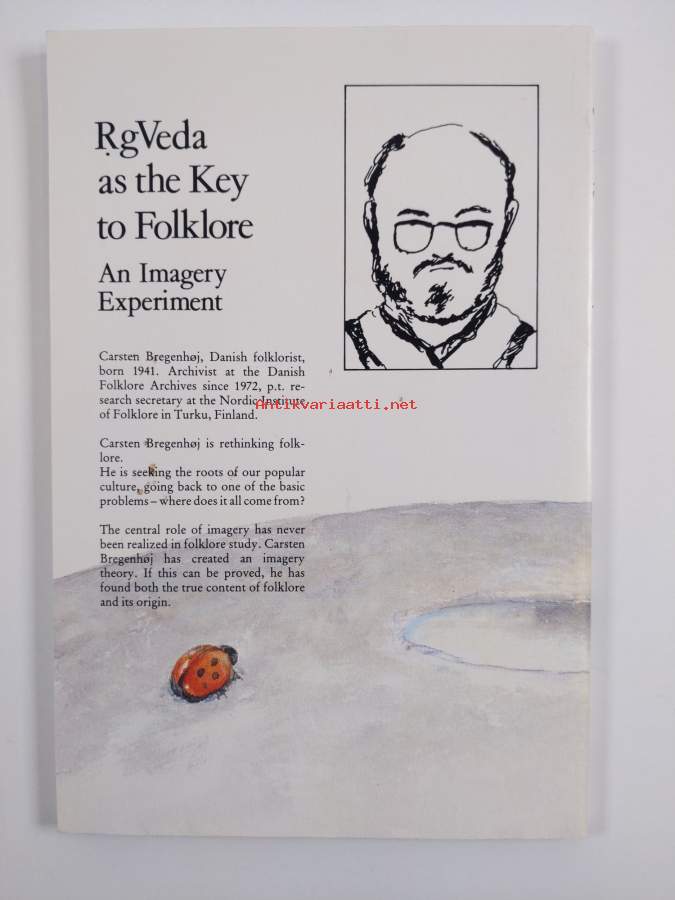 ṚgVeda
as the Key
to Folklore
An Imagery
Experiment
Carsten Bregenhøj, Danish folklorist,
born 1941. Archivist at the Danish
Folklore Archives since 1972, p.t. re-
search secretary at the Nordic Institute
of Folklore in Turku, Finland.
Antikvariaatti.net
Carsten Bregenhøj is rethinking folk-
lore.
He is seeking the roots of our popular
culture, going back to one of the basic
problems – where does it all come from?
The central role of imagery has never
been realized in folklore study. Carsten
Bregenhøj has created an imagery
theory. If this can be proved, he has
found both the true content of folklore
and its origin.